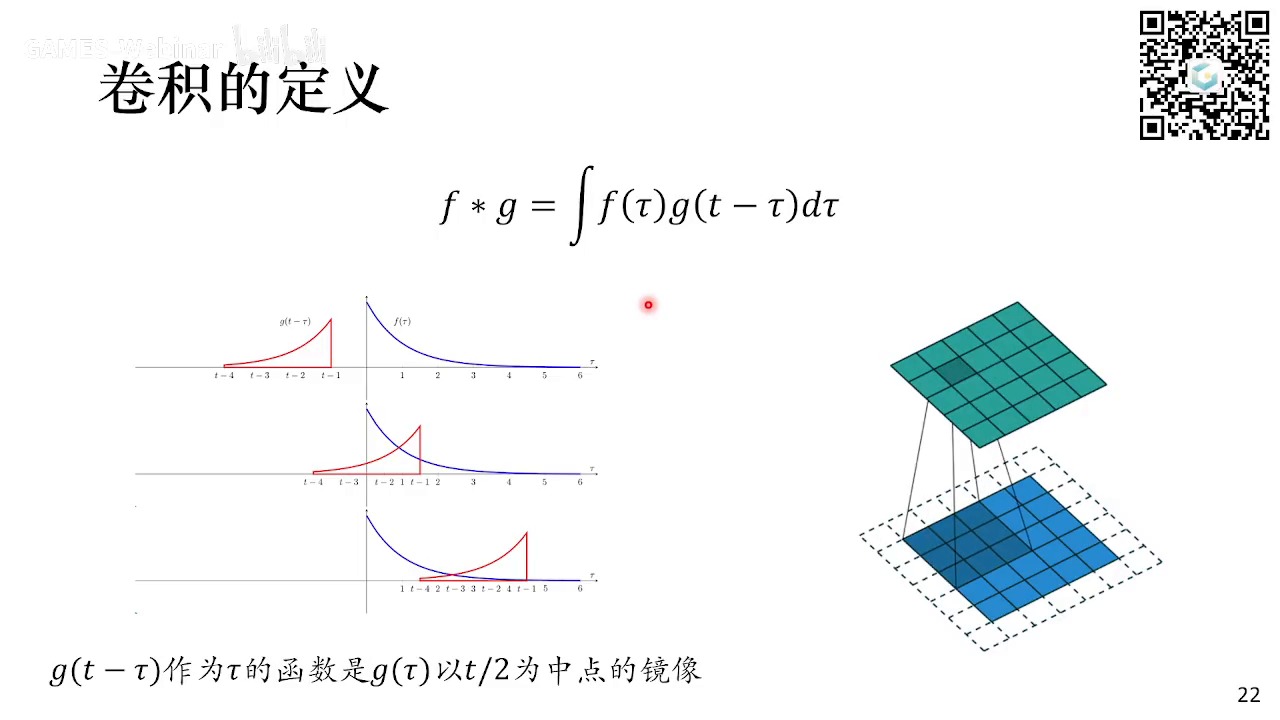 GAMES-Webinar
卷积的定义
f ∗ g = ∫ f(τ)g(t − τ)dτ
g(t − τ) f(τ) τ
t − 4 t − 3 t − 2 t − 1 1 2 3 4 5 6
τ
t − 4 t − 3 t − 2 1 t − 1 2 3 4 5 6
τ
1 t − 4 2 t − 3 3 t − 2 4 t − 1 5 6
g(t − τ)作为τ的函数是g(τ)以t/2为中点的镜像
22